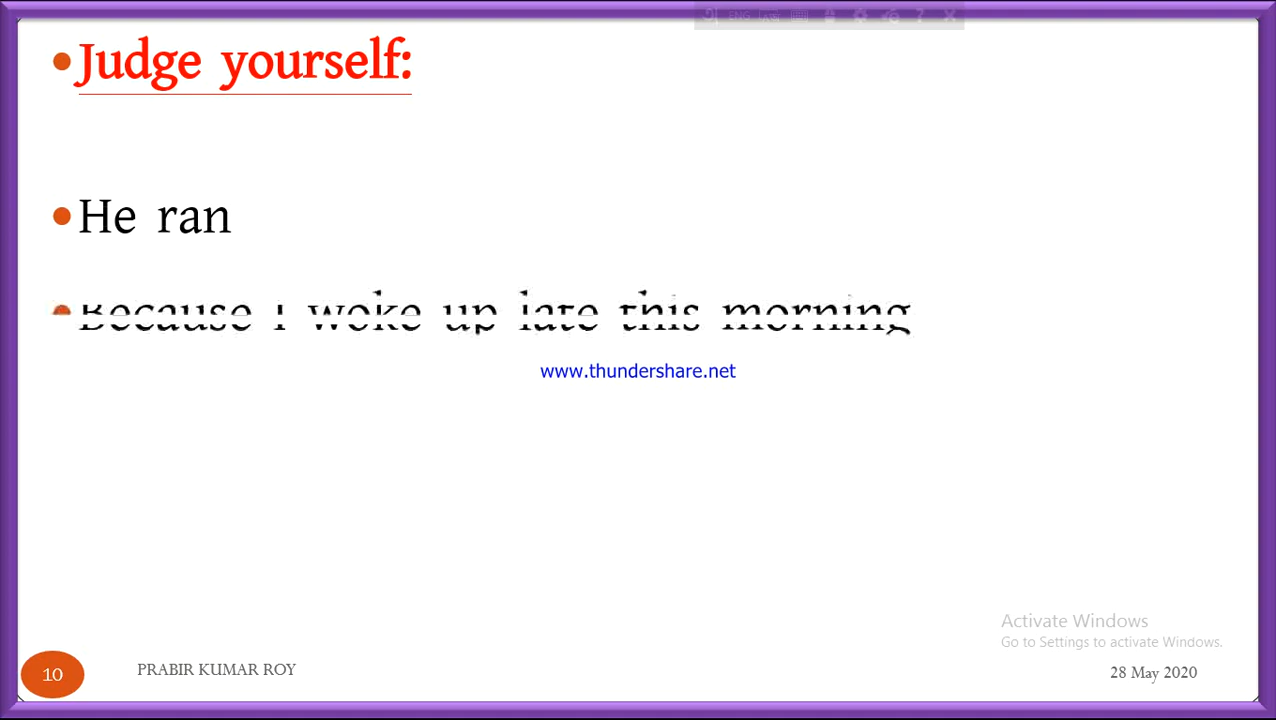 ENG
•Judge yourself:
•He ran
•Because I woke up late this morning
www.thundershare.net
Activate Windows
Go to Settings to activate Windows.
10
PRABIR KUMAR ROY
28 May 2020